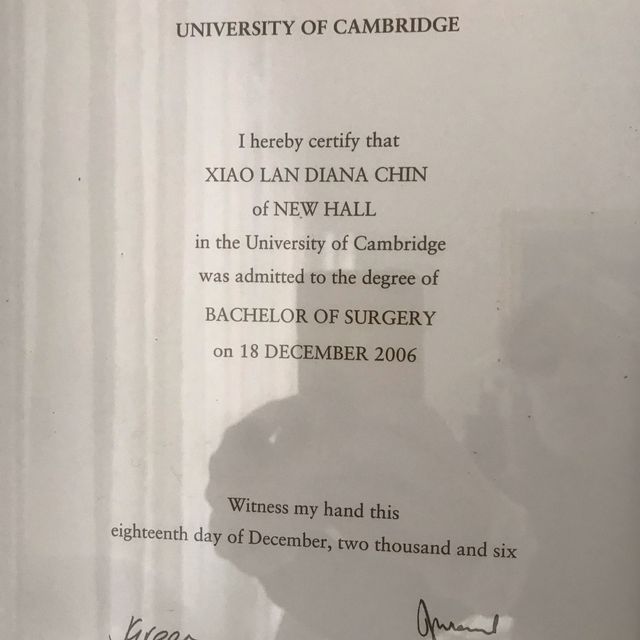 UNIVERSITY OF CAMBRIDGE
I hereby certify that
XIAO LAN DIANA CHIN
of NEW HALL
in the University of Cambridge
was admitted to the degree of
BACHELOR OF SURGERY
on 18 DECEMBER 2006
Witness my hand this
eighteenth day of December, two thousand and six